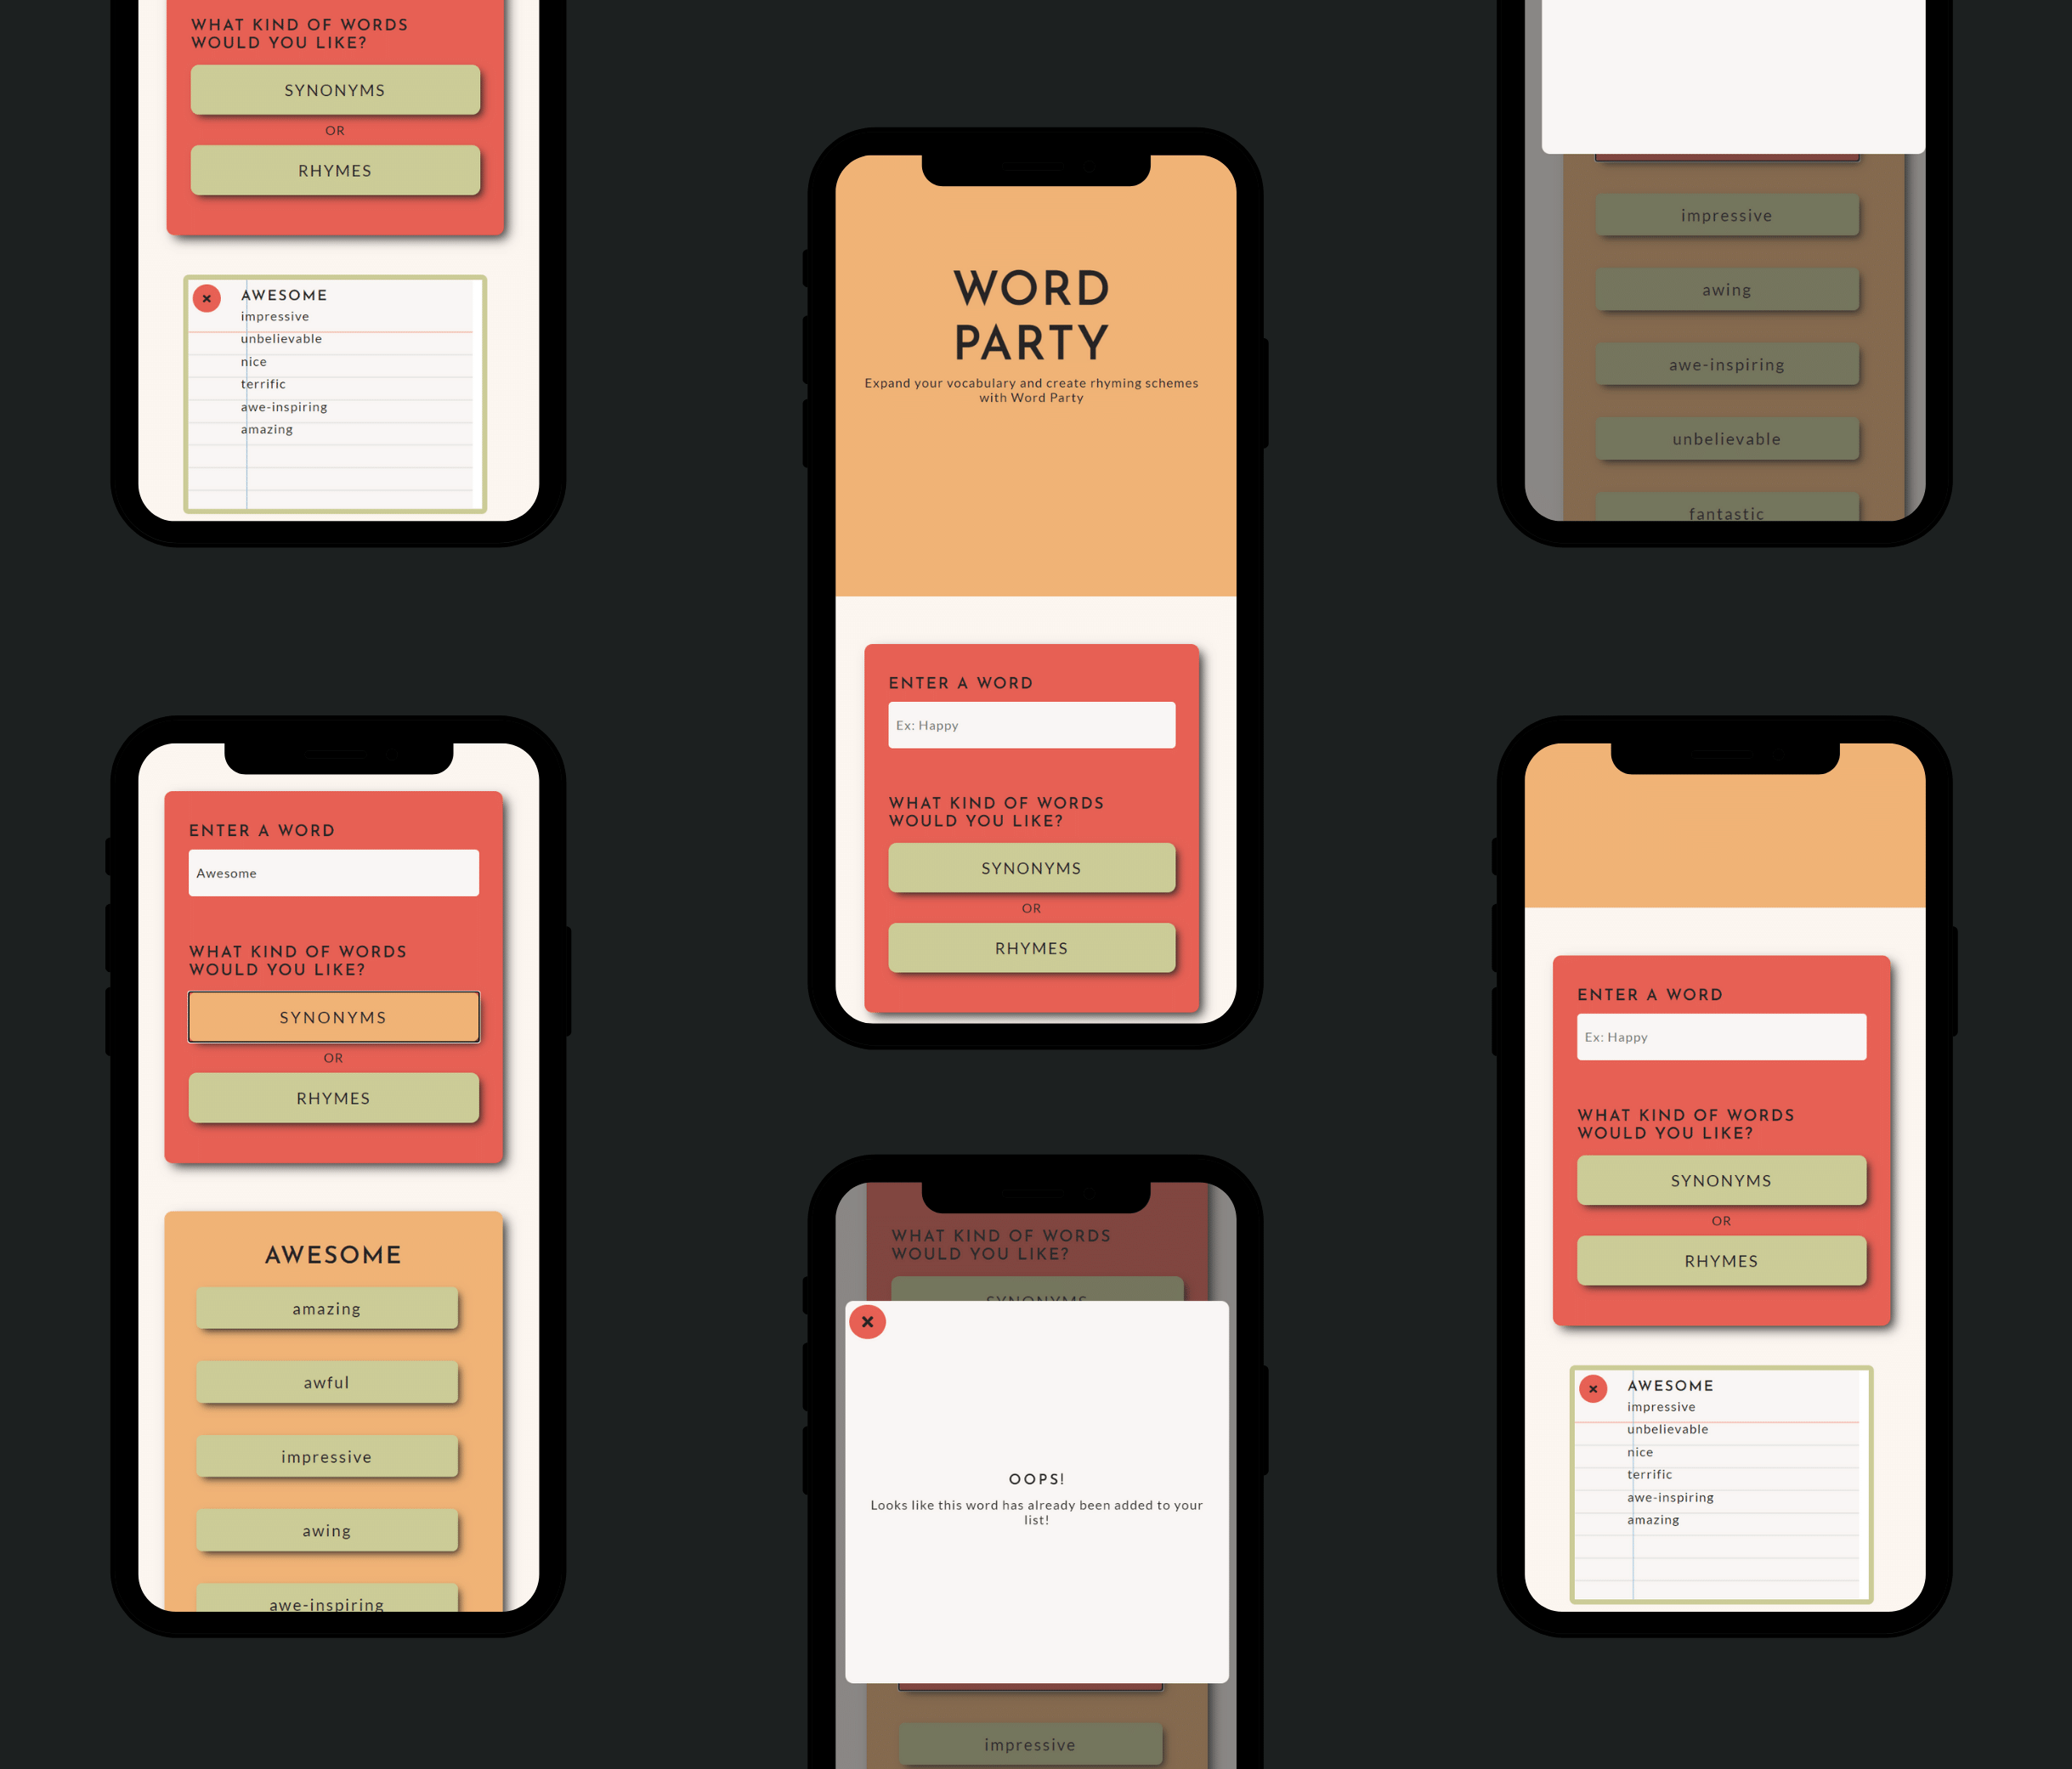 WHAT KIND OF WORDS
WOULD YOU LIKE?
SYNONYMS
OR
RHYMES
AWESOME
impressive
unbelievable
nice
terrific
awe-inspiring
amazing
ENTER A WORD
Awesome
WHAT KIND OF WORDS
WOULD YOU LIKE?
SYNONYMS
OR
RHYMES
AWESOME
amazing
awful
impressive
awing
awe-inspiring
WORD
PARTY
Expand your vocabulary and create rhyming schemes
with Word Party
ENTER A WORD
Ex: Happy
WHAT KIND OF WORDS
WOULD YOU LIKE?
SYNONYMS
OR
RHYMES
WHAT KIND OF WORDS
WOULD YOU LIKE?
SYNONYMS
OOPS!
Looks like this word has already been added to your
list!
impressive
impressive
awing
awe-inspiring
unbelievable
fantastic
ENTER A WORD
Ex: Happy
WHAT KIND OF WORDS
WOULD YOU LIKE?
SYNONYMS
OR
RHYMES
AWESOME
impressive
unbelievable
nice
terrific
awe-inspiring
amazing